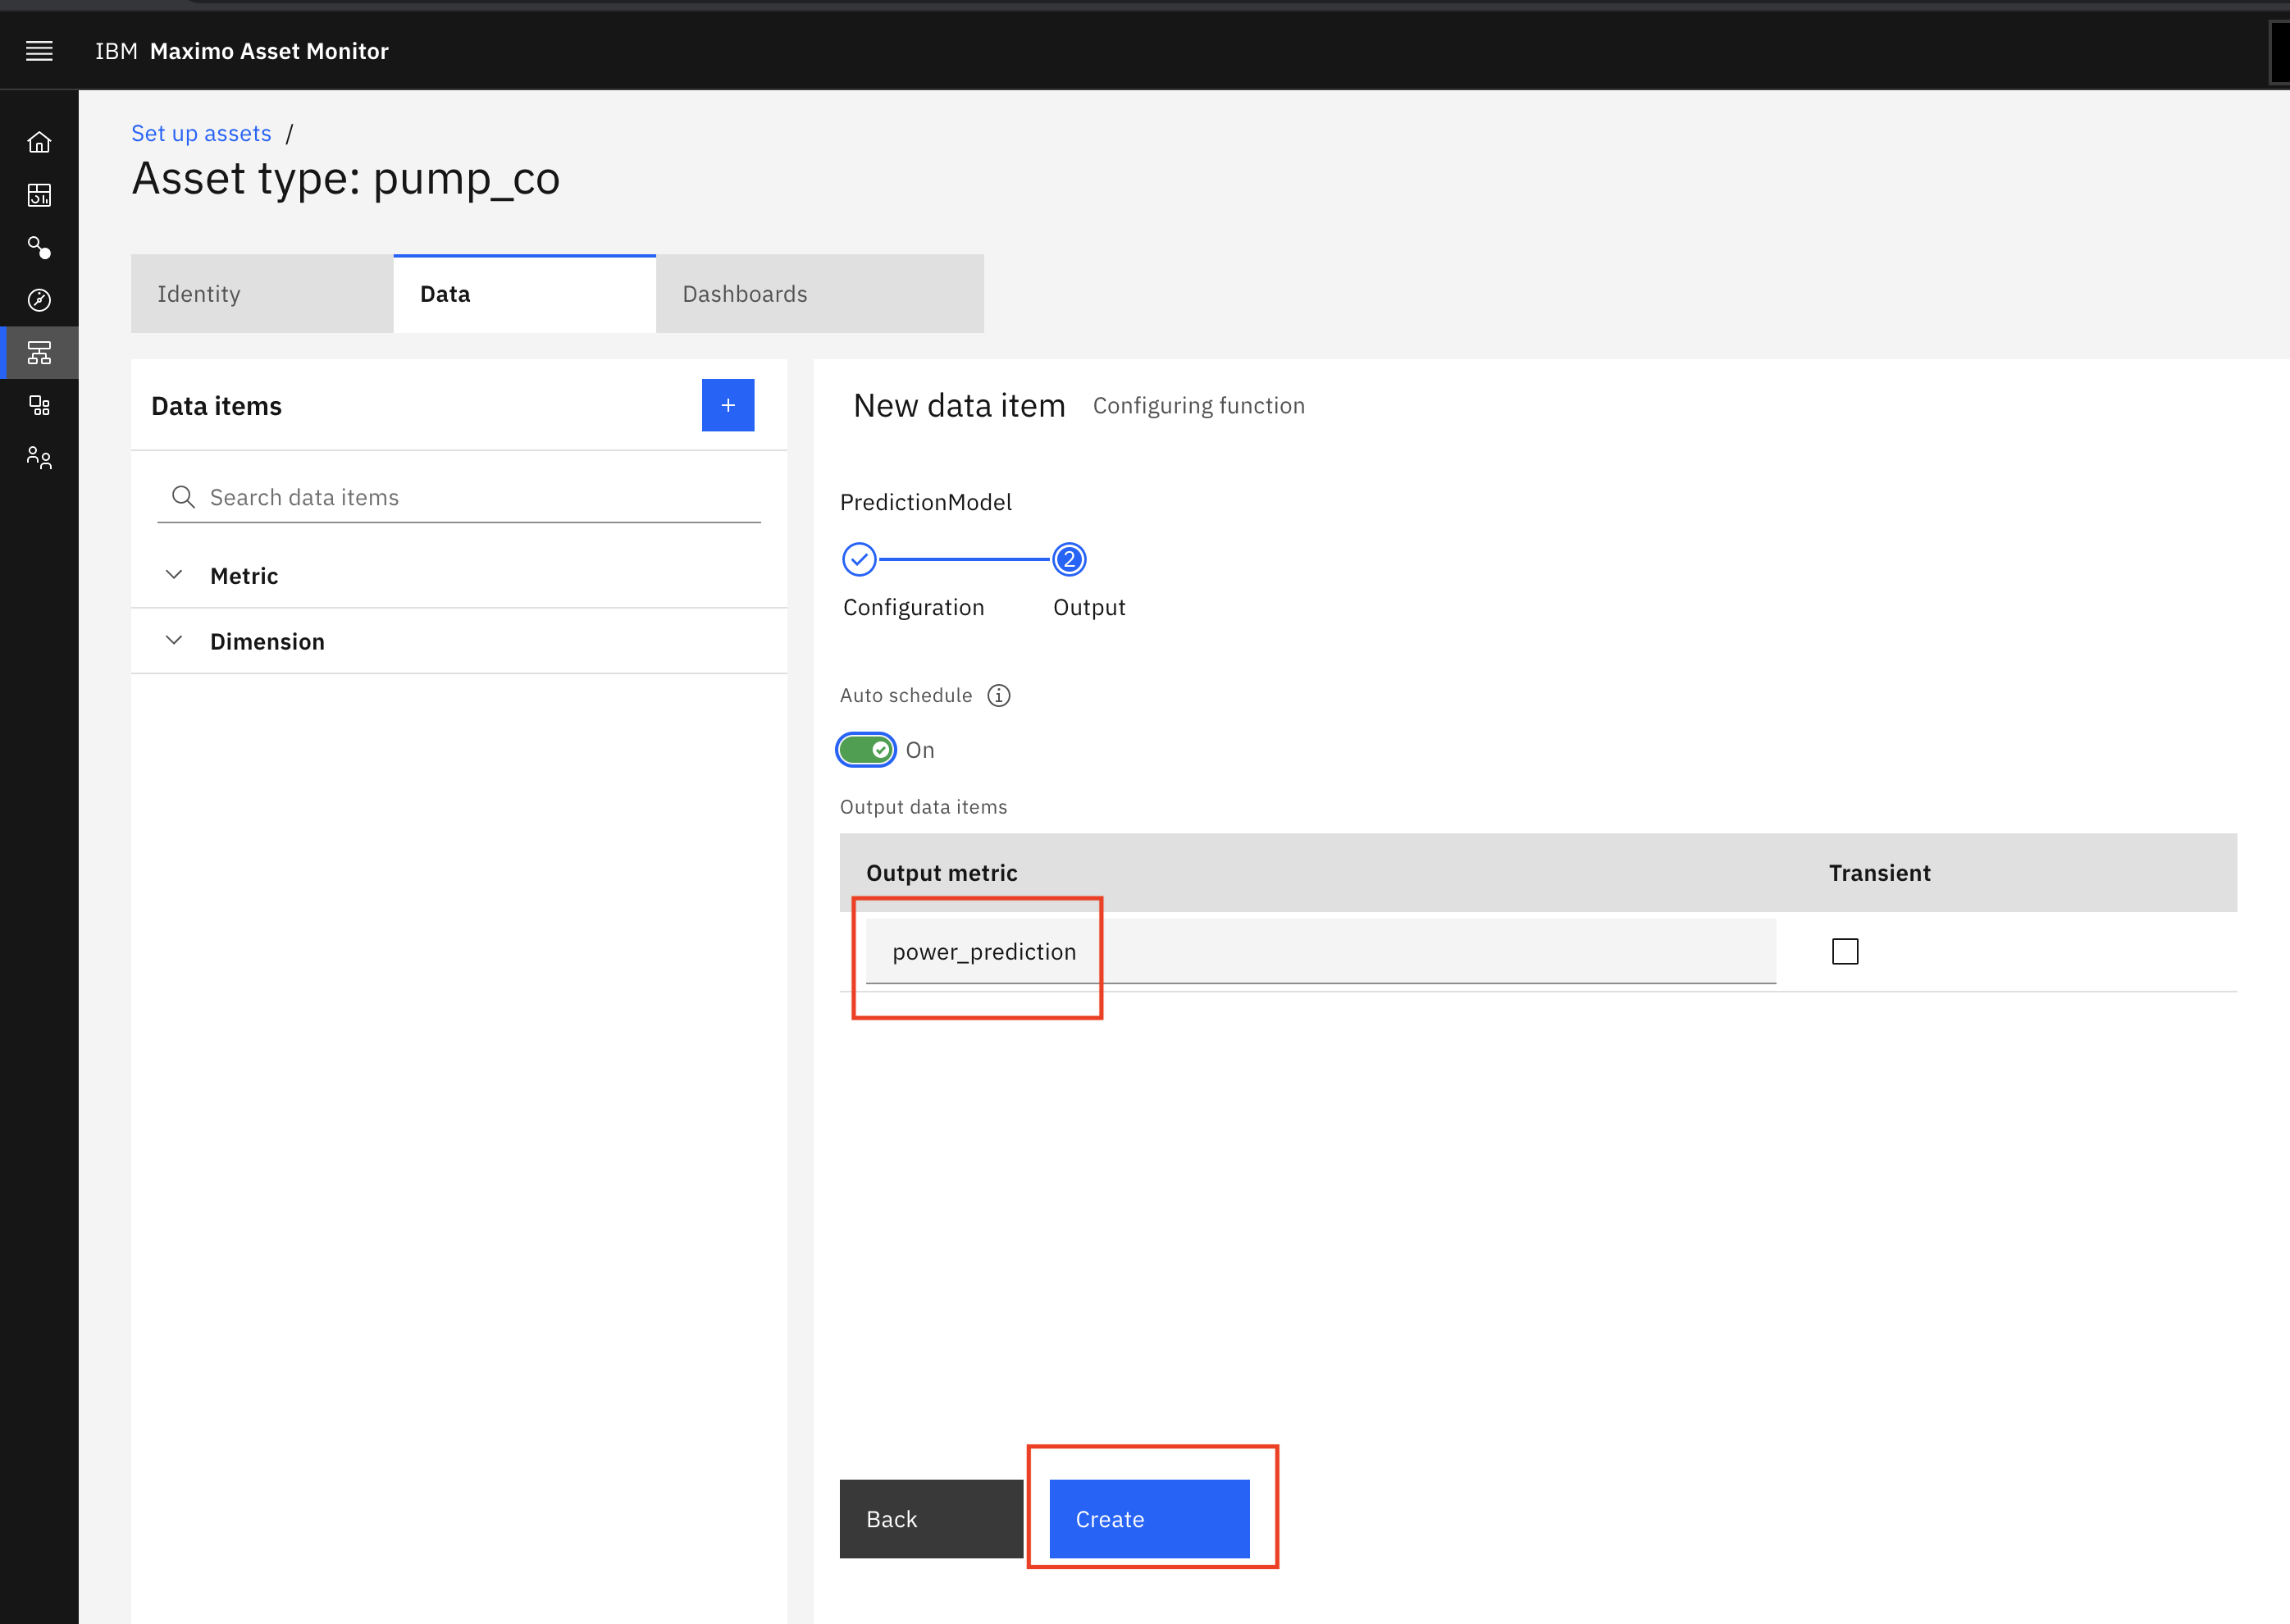 IBM Maximo Asset Monitor
Set up assets /
Asset type: pump_co
Identity
Data
Dashboards
Data items
+
Search data items
Metric
Dimension
New data item Configuring function
PredictionModel
2
Configuration
Output
Auto schedule
On
Output data items
Output metric
Transient
power_prediction
Back
Create